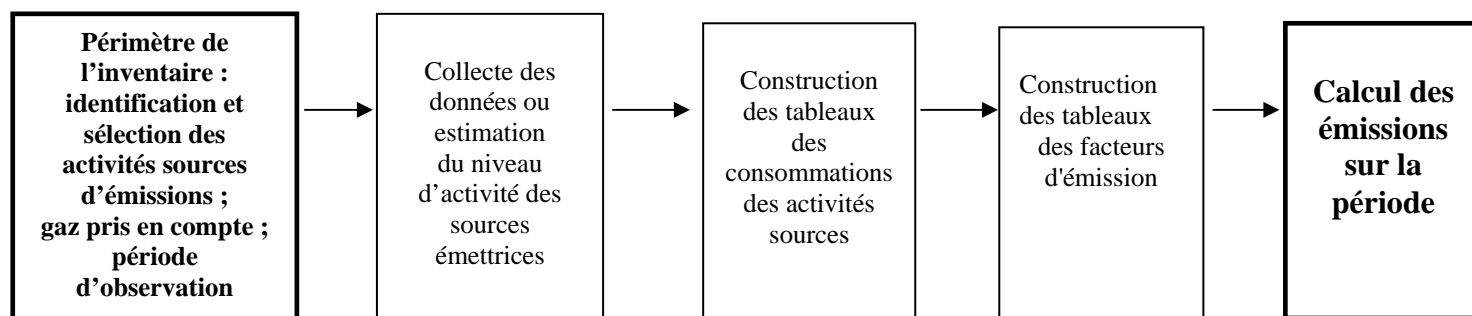 Périmètre de
l’inventaire :
identification et
sélection des
activités sources
d’émissions ;
gaz pris en compte ;
période
d’observation
Collecte des
données ou
estimation
du niveau
d’activité des
sources
émettrices
Construction
des tableaux
des
consommations
des activités
sources
Construction
des tableaux
des facteurs
d'émission
Calcul des
émissions
sur la
période